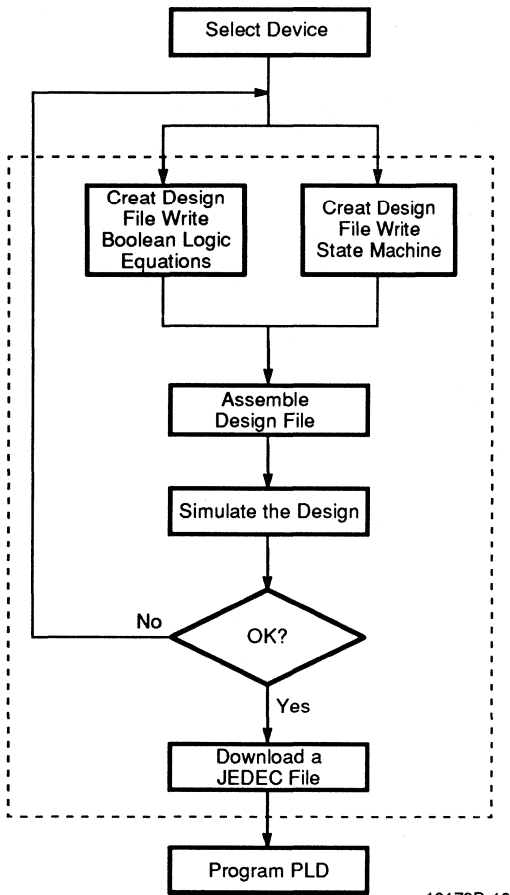 Select Device
Creat Design
File Write
Boolean Logic
Equations
Creat Design
File Write
State Machine
Assemble
Design File
Simulate the Design
OK?
No
Yes
Download a
JEDEC File
Program PLD